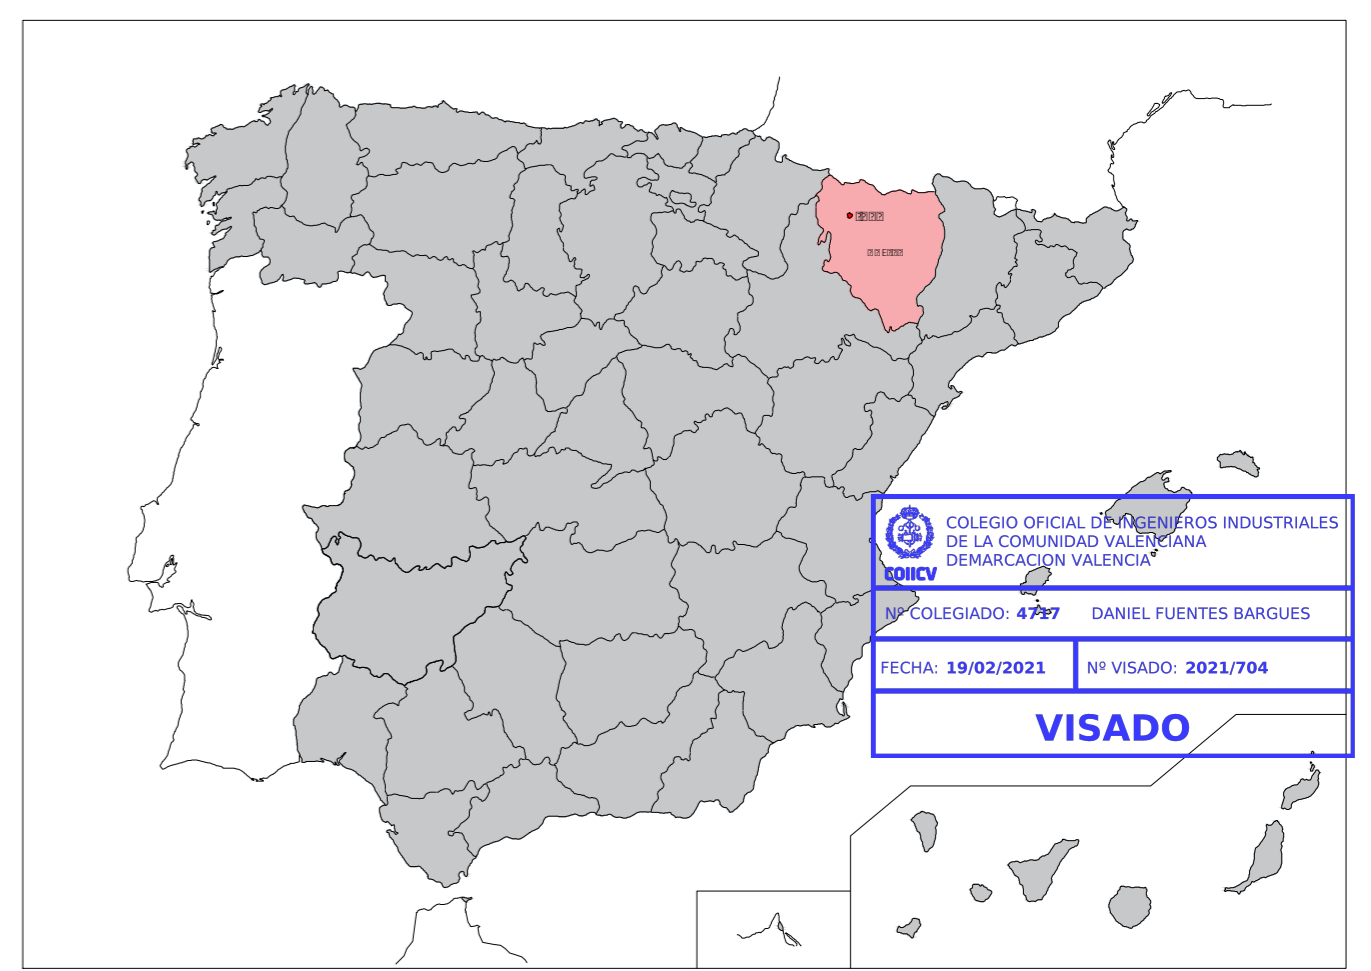 COLEGIO OFICIAL DE INGENIEROS INDUSTRIALES
DE LA COMUNIDAD VALENCIANA
DEMARCACION VALENCIA
COIICV
Nº COLEGIADO: 4717 DANIEL FUENTES BARGUES
FECHA: 19/02/2021 Nº VISADO: 2021/704
VISADO